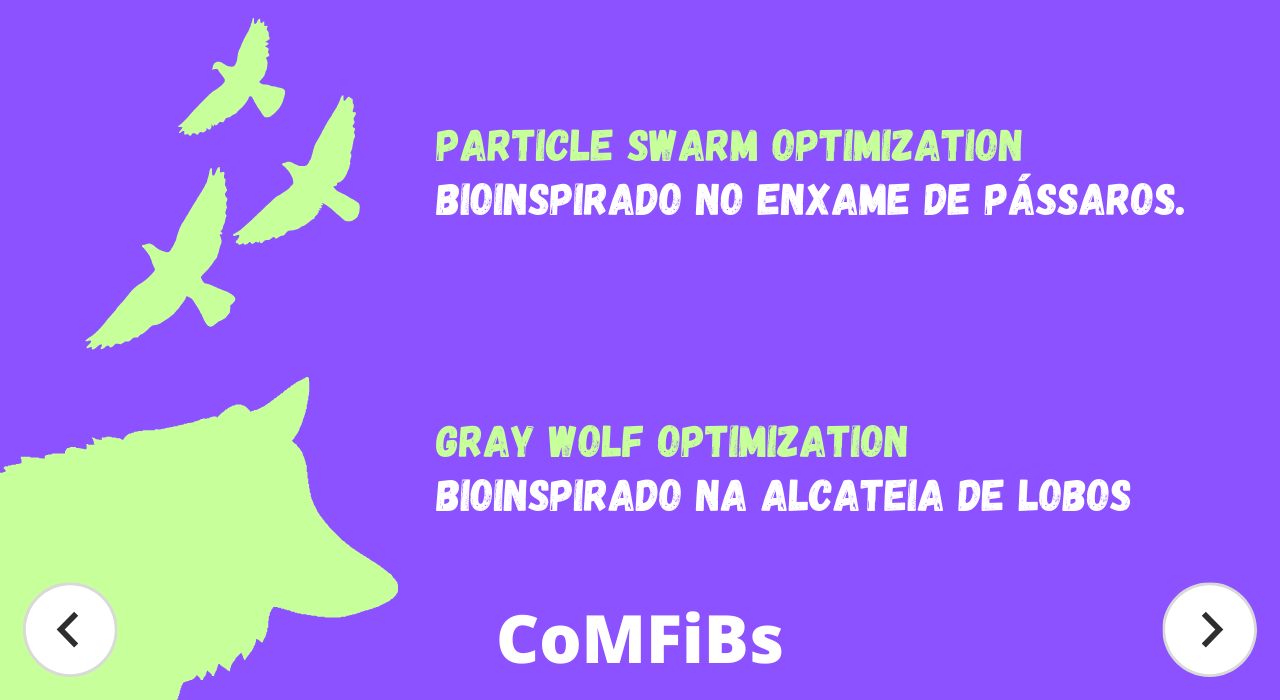 PARTICLE SWARM OPTIMIZATION
BIOINSPIRADO NO ENXAME DE PÁSSAROS.
GRAY WOLF OPTIMIZATION
BIOINSPIRADO NA ALCATEIA DE LOBOS
CoMFiBs